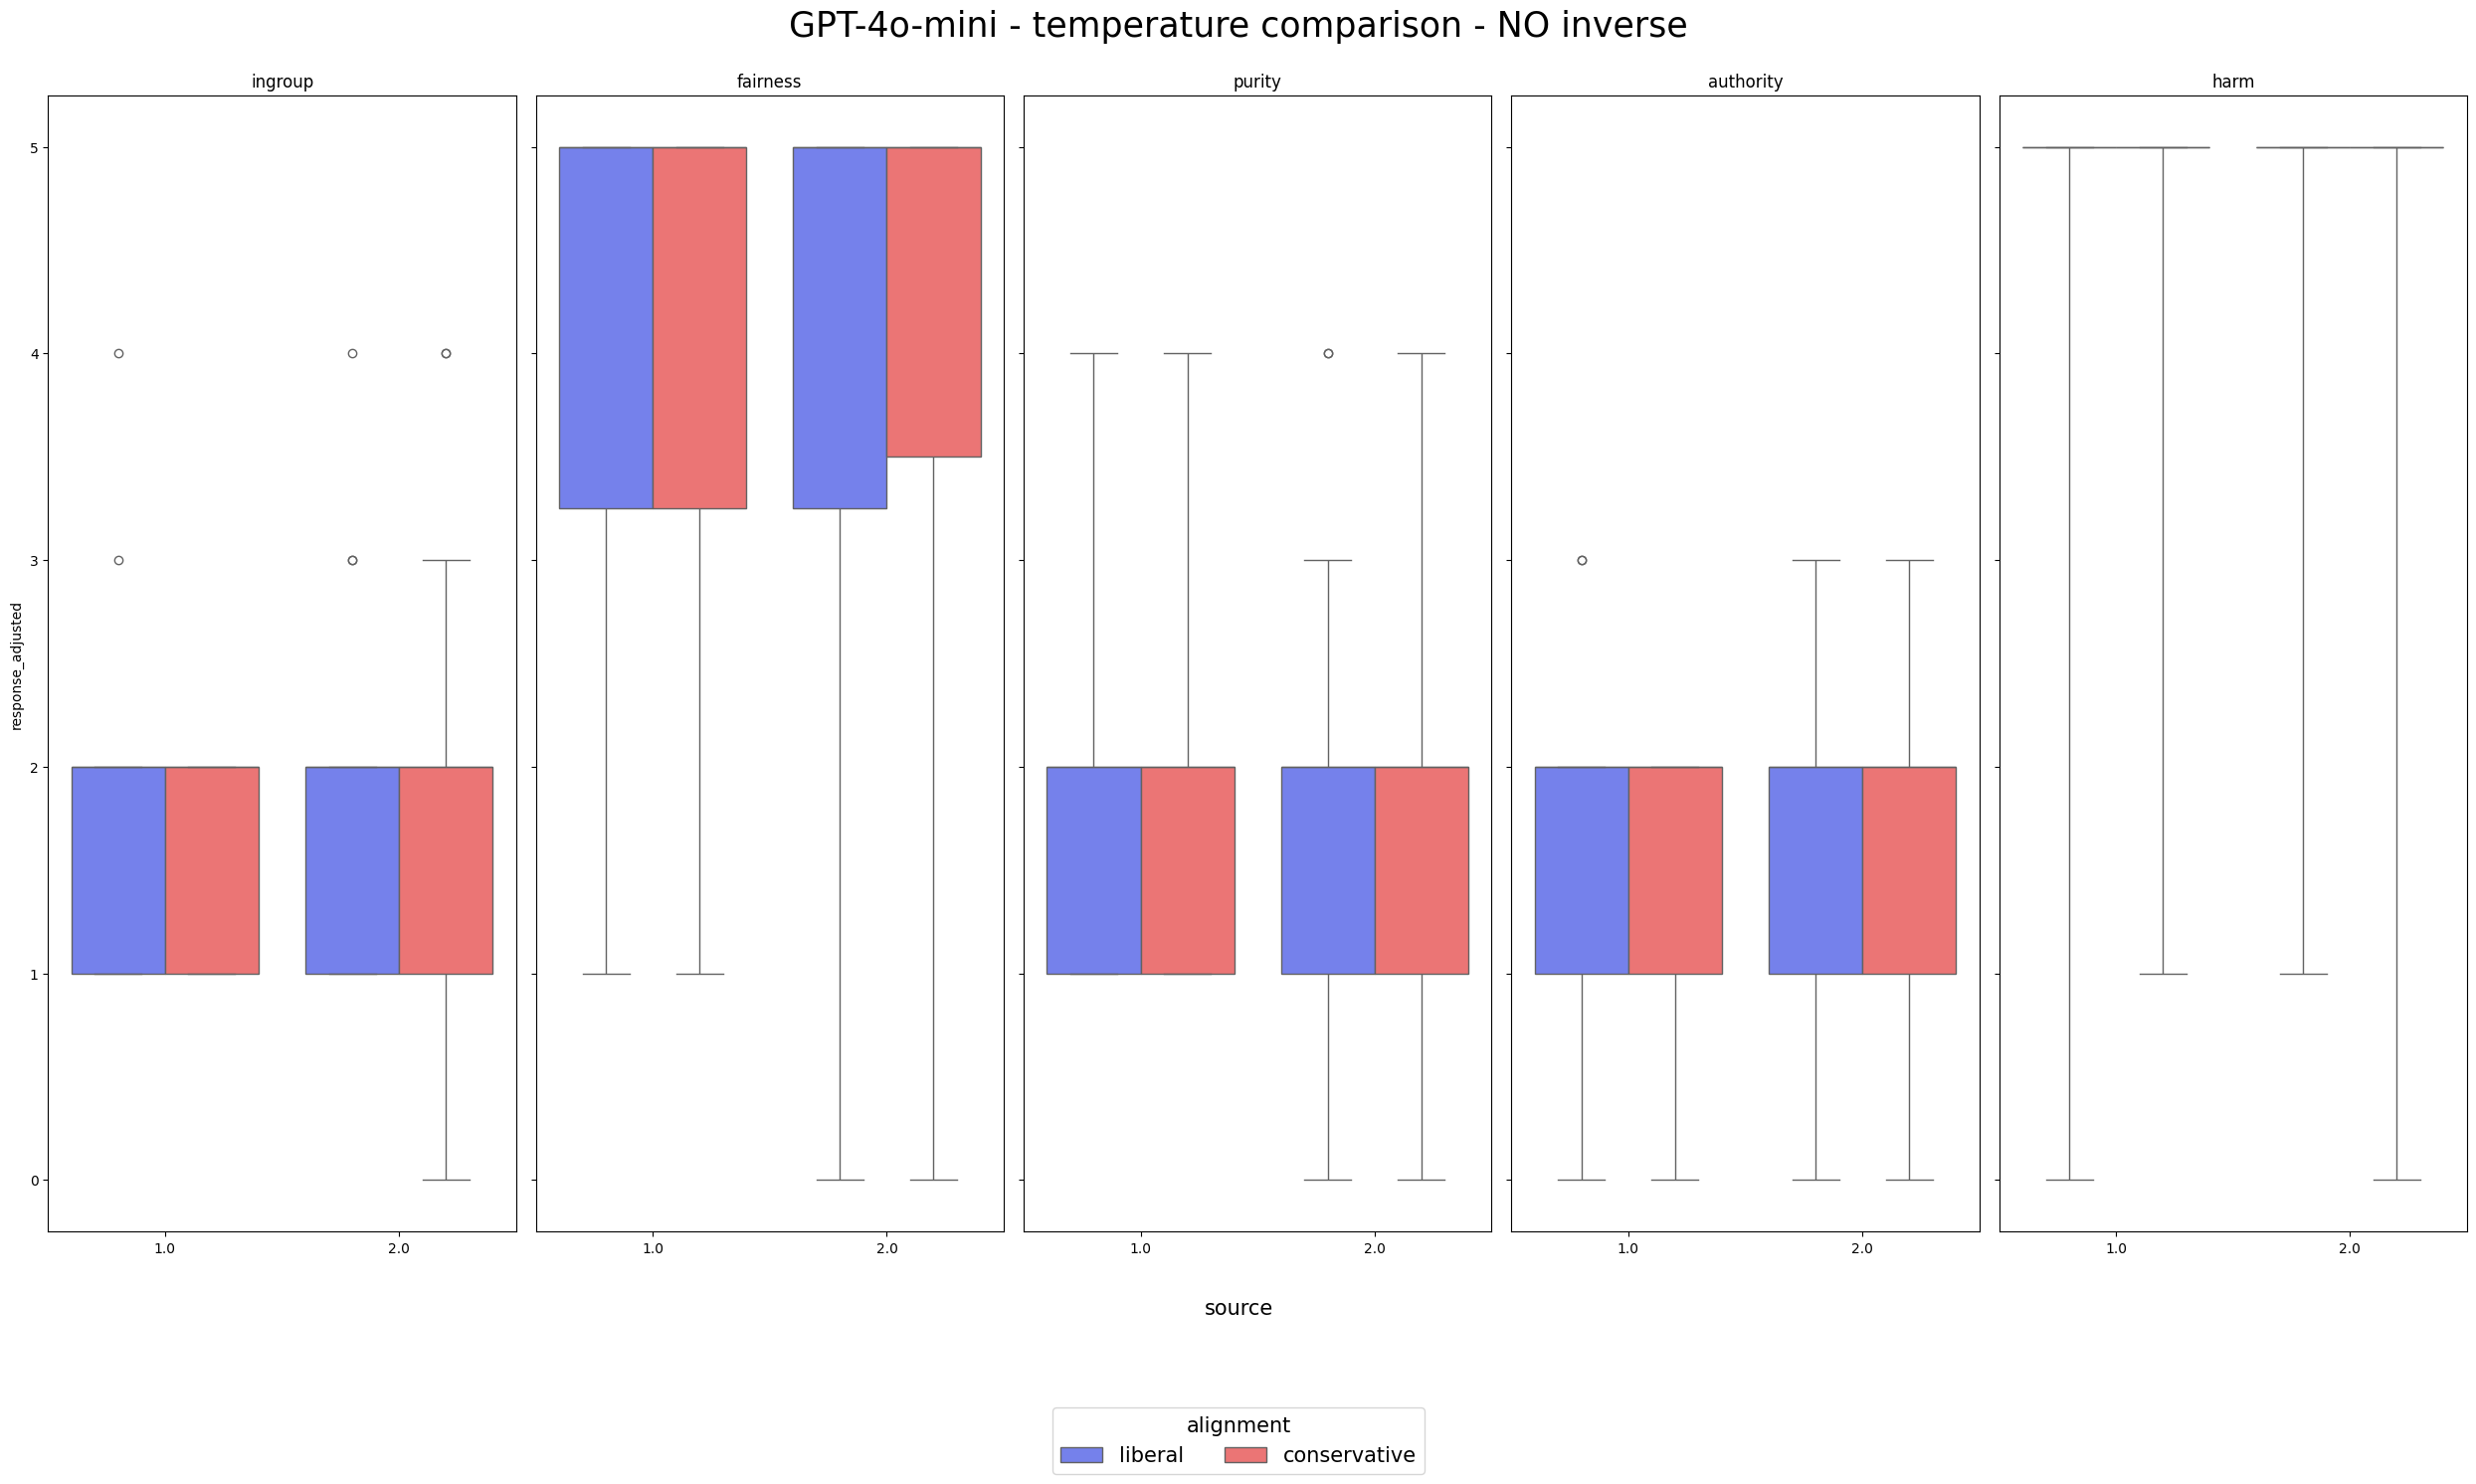 GPT-4o-mini - temperature comparison - NO inverse
ingroup fairness purity authority harm
5
4
3
2
1
0
response_adjusted
1.0 2.0 1.0 2.0 1.0 2.0 1.0 2.0 1.0 2.0
source
alignment
liberal conservative